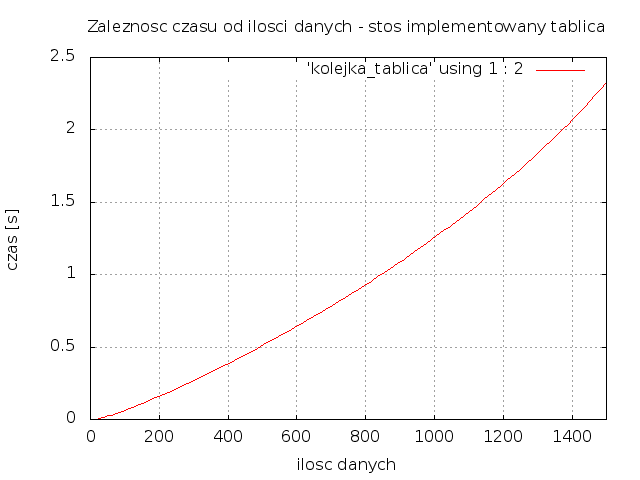 Zaleznosc czasu od ilosci danych - stos implementowany tablica
2.5
'kolejka_tablica' using 1 : 2
2
1.5
czas [s]
1
0.5
0
0 200 400 600 800 1000 1200 1400
ilosc danych